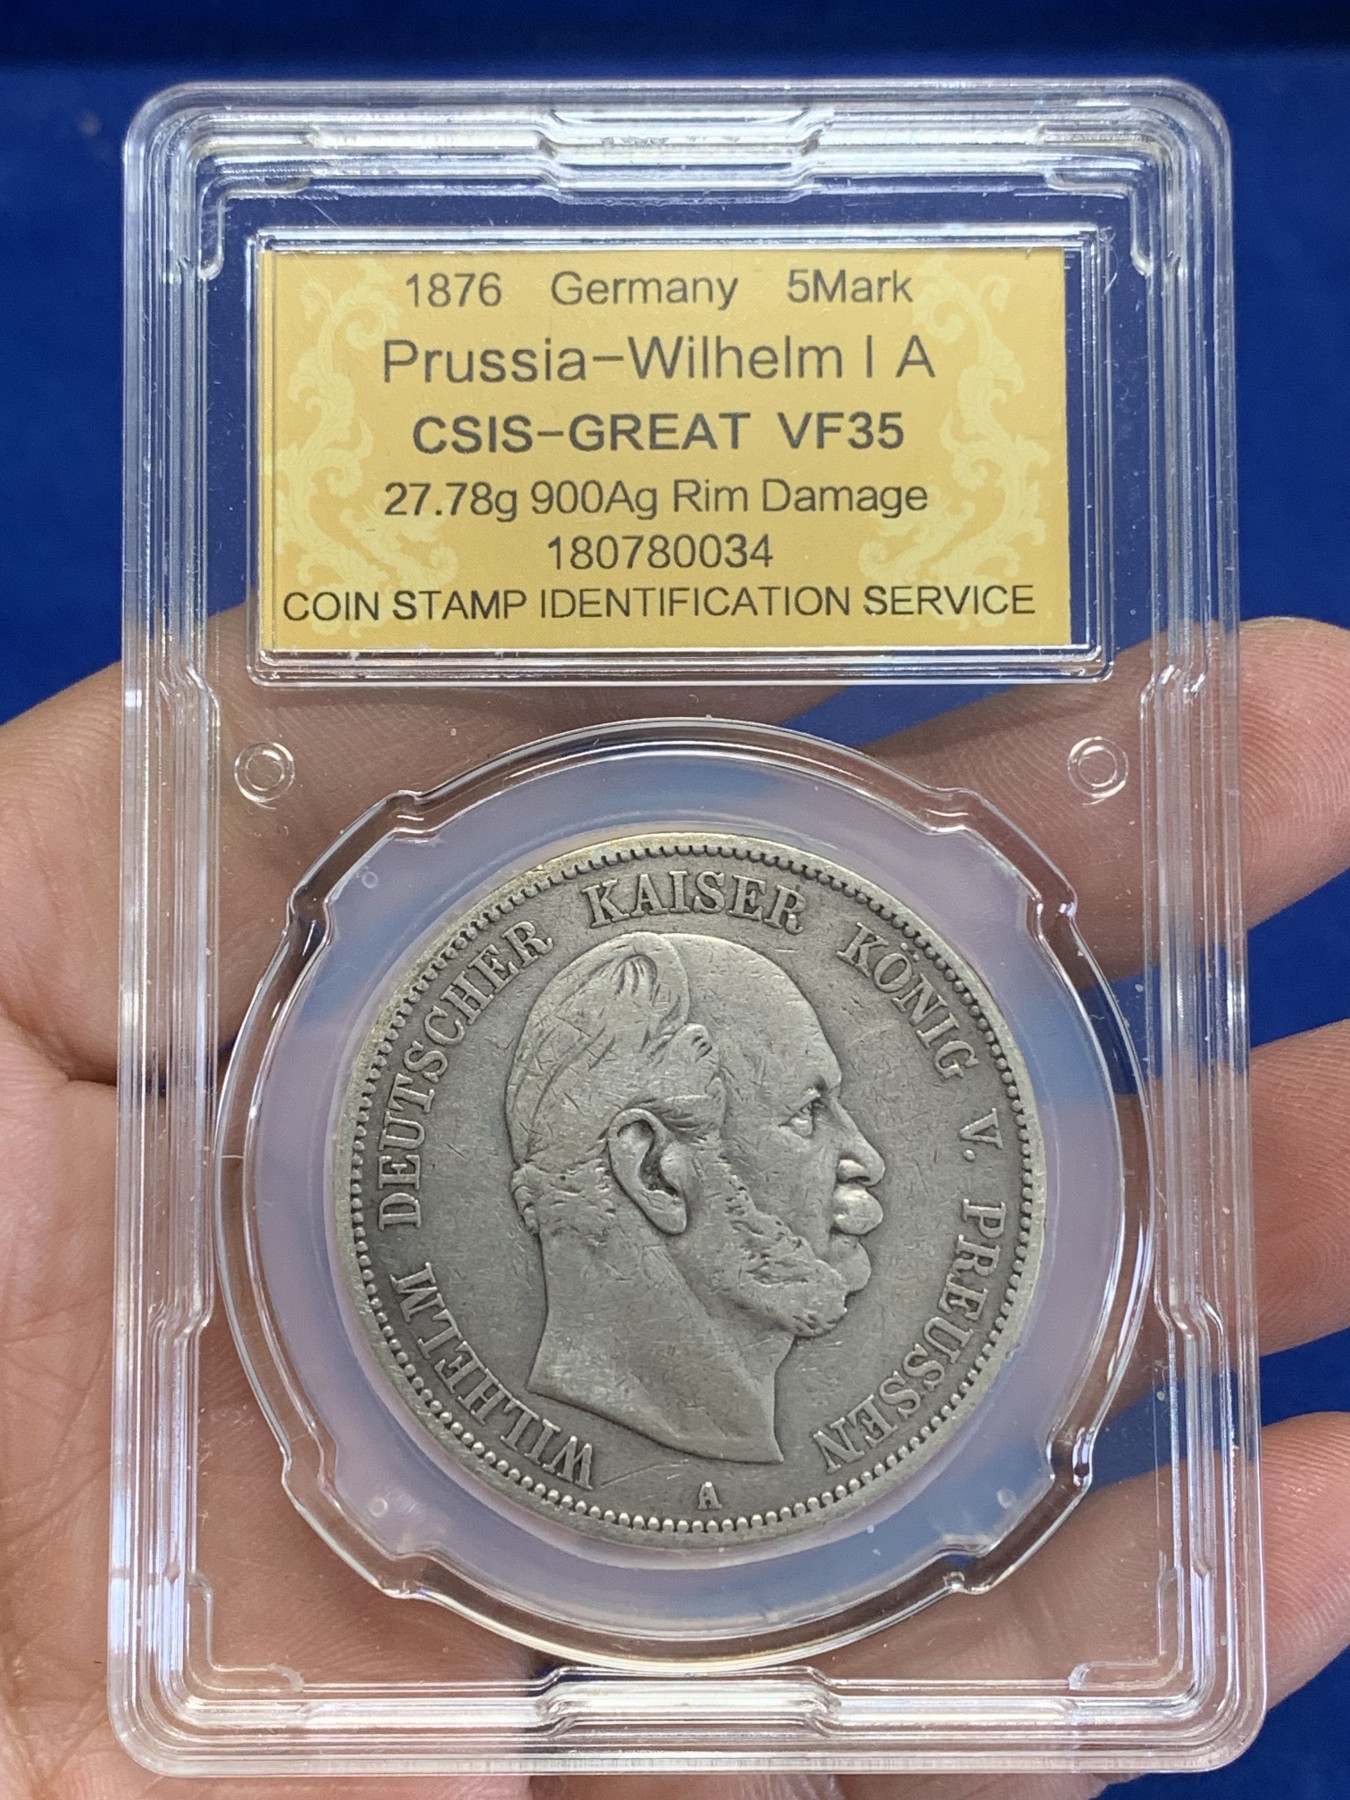 1876 Germany 5Mark
Prussia-Wilhelm I A
CSIS-GREAT VF35
27.78g 900Ag Rim Damage
180780034
COIN STAMP IDENTIFICATION SERVICE
WILHELM DEUTSCHER KAISER KÖNIG V. PREUSSEN
A